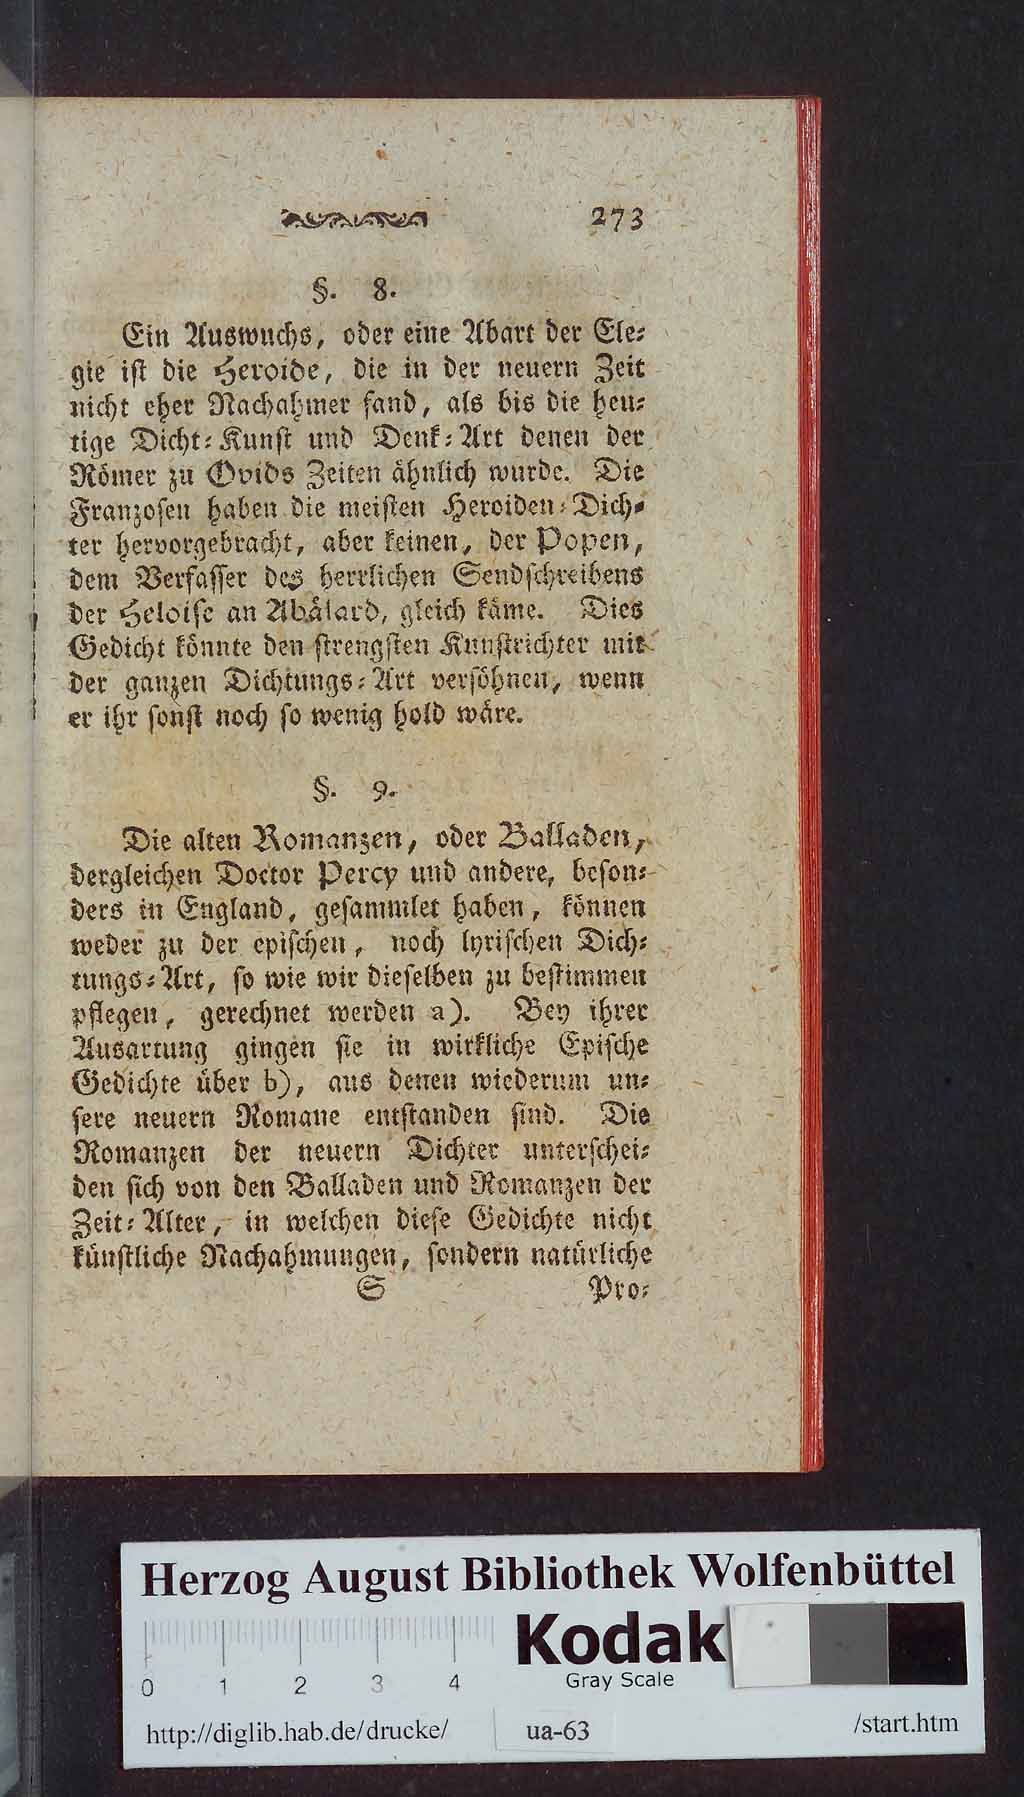 273
§. 8.
Ein Auswuchs, oder eine Abart der Ele-
gie ist die Heroide, die in der neuern Zeit
nicht eher Nachahmer fand, als bis die heu-
tige Dicht-Kunst und Denk-Art denen der
Römer zu Ovids Zeiten ähnlich wurde. Die
Franzosen haben die meisten Heroiden-Dich-
ter hervorgebracht, aber keinen, der Popen,
dem Verfasser des herrlichen Sendschreibens
der Heloise an Abälard, gleich käme. Dies
Gedicht könnte den strengsten Kunstrichter mit
der ganzen Dichtungs-Art versöhnen, wenn
er ihr sonst noch so wenig hold wäre.
§. 9.
Die alten Romanzen, oder Balladen,
dergleichen Doctor Percy und andere, beson-
ders in England, gesammlet haben, können
weder zu der epischen, noch lyrischen Dich-
tungs-Art, so wie wir dieselben zu bestimmen
pflegen, gerechnet werden a). Bey ihrer
Ausartung gingen sie in wirkliche Epische
Gedichte über b), aus denen wiederum un-
sere neuern Romane entstanden sind. Die
Romanzen der neuern Dichter unterschei-
den sich von den Balladen und Romanzen der
Zeit-Alter, in welchen diese Gedichte nicht
künstliche Nachahmungen, sondern natürliche
S Pro-
Herzog August Bibliothek Wolfenbüttel
Kodak
Gray Scale
0 1 2 3 4
http://diglib.hab.de/drucke/ ua-63 /start.htm